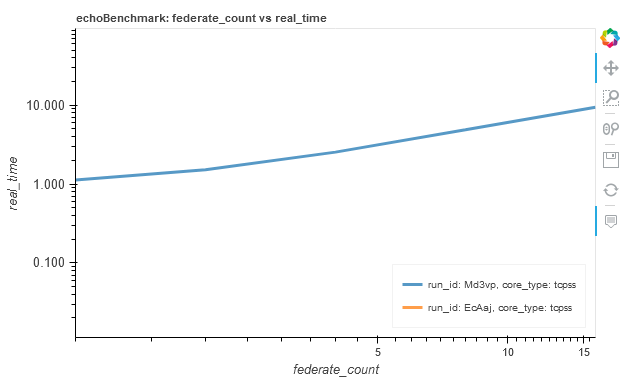 echoBenchmark: federate_count vs real_time
10.000
1.000
0.100
real_time
run_id: Md3vp, core_type: tcpss
run_id: EcAaj, core_type: tcpss
5
10
15
federate_count